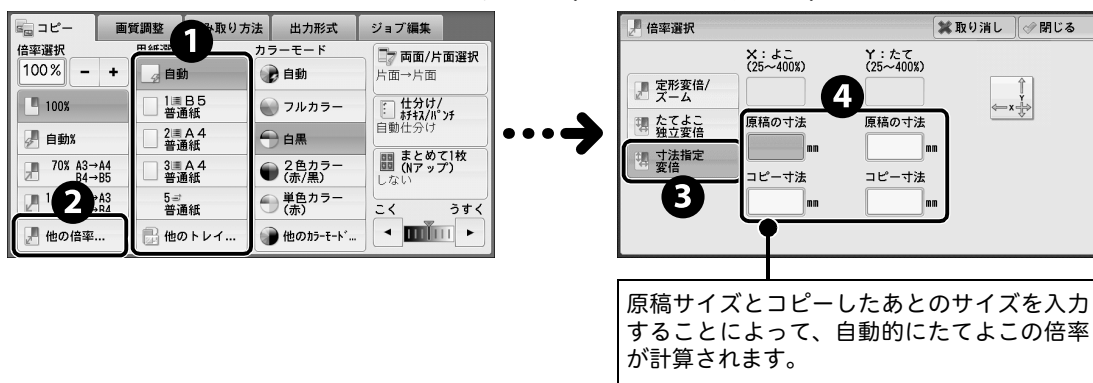 コピー
画質調整
み取り方法
出力形式
ジョブ編集
倍率選択
100%
-
+
100%
自動%
70% A3→A4
B4→B5
他の倍率...
1
自動
1 B5
普通紙
2 A4
普通紙
3 A4
普通紙
5
普通紙
他のトレイ...
2
カラーモード
自動
フルカラー
白黒
2色カラー
(赤/黒)
単色カラー
(赤)
他のカラーモード...
両面/片面選択
片面→片面
仕分け/
ホチキス/パンチ
自動仕分け
まとめて1枚
(Nアップ)
しない
こく
うすく
倍率選択
取り消し
閉じる
定形変倍/
ズーム
たてよこ
独立変倍
寸法指定
変倍
3
X:よこ
(25~400%)
Y:たて
(25~400%)
4
原稿の寸法
原稿の寸法
mm
mm
コピー寸法
コピー寸法
mm
mm
X
Y
原稿サイズとコピーしたあとのサイズを入力
することによって、自動的にたてよこの倍率
が計算されます。